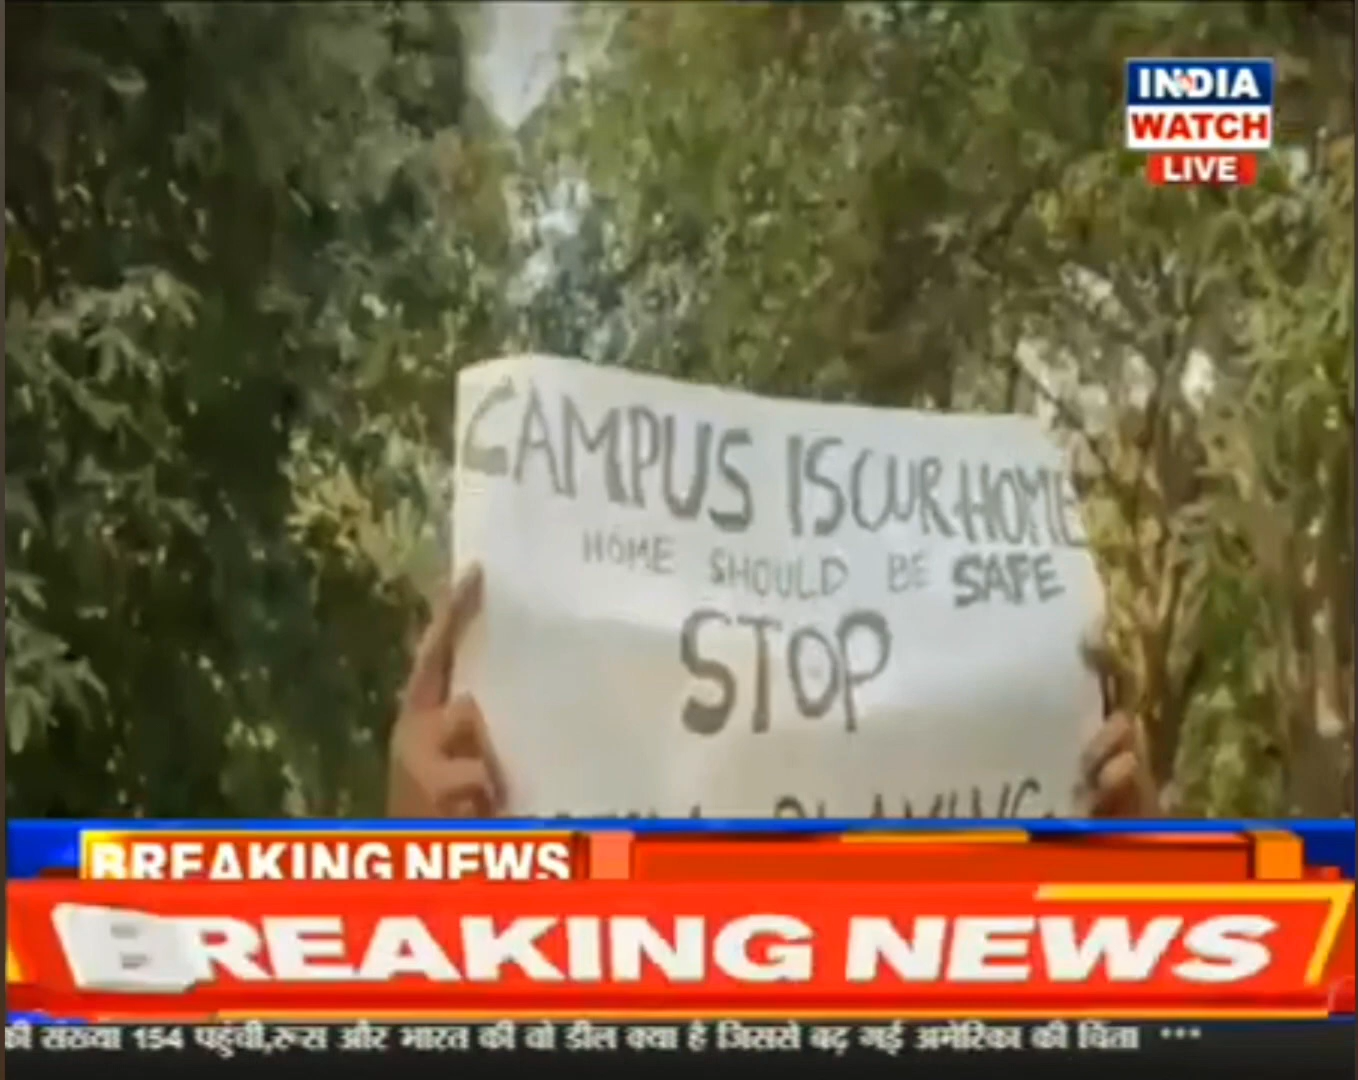 INDIA
WATCH
LIVE
CAMPUS IS OUR HOME
HOME SHOULD BE SAFE
STOP
PLAYING
BREAKING NEWS
BREAKING NEWS
की संख्या 154 पहुंची,रूस और भारत की वो डील क्या है जिससे बढ़ गई अमेरिका की चिंता •••